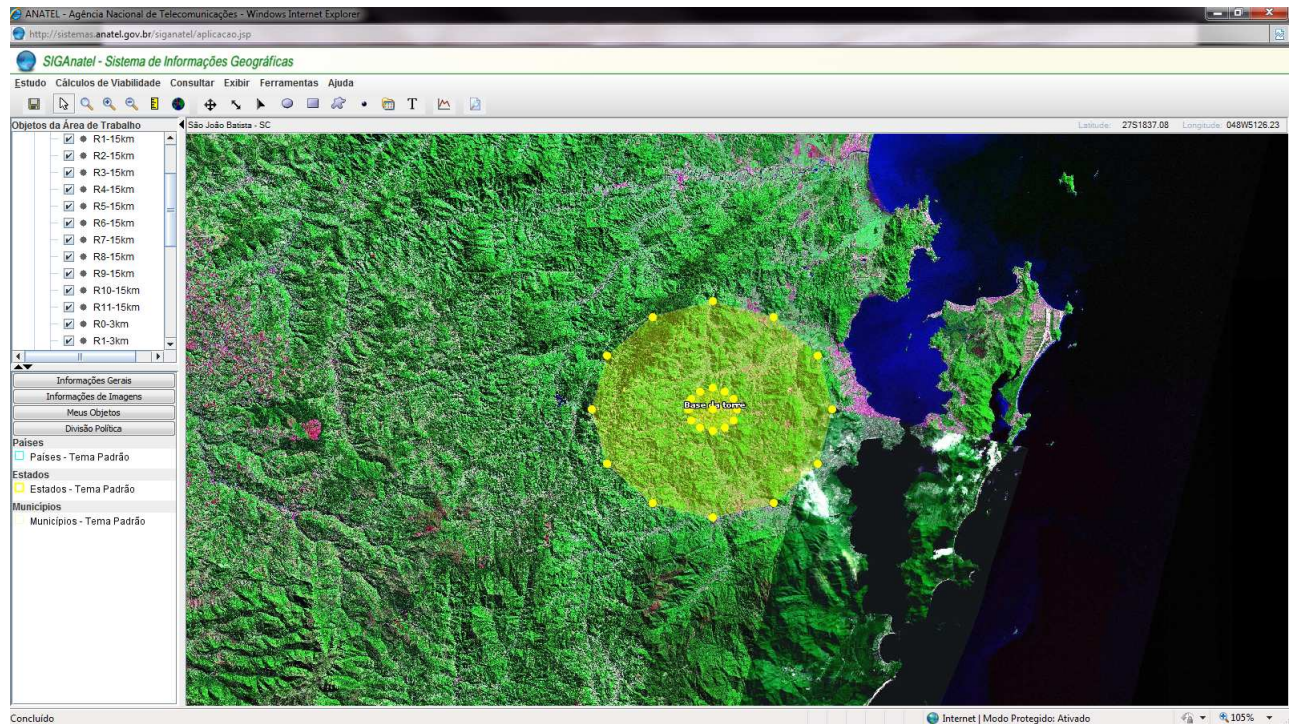 ANATEL - Agência Nacional de Telecomunicações - Windows Internet Explorer
http://sistemas.anatel.gov.br/siganatel/aplicacao.jsp
SIGAnatel - Sistema de Informações Geográficas
Estudo Cálculos de Viabilidade Consultar Exibir Ferramentas Ajuda
T
Objetos da Área de Trabalho
São João Batista - SC
Latitude: 27S1837.08 Longitude: 048W5126.23
R1-15km
R2-15km
R3-15km
R4-15km
R5-15km
R6-15km
R7-15km
R8-15km
R9-15km
R10-15km
R11-15km
R0-3km
R1-3km
Informações Gerais
Informações de Imagens
Meus Objetos
Divisão Política
Paises
Países - Tema Padrão
Estados
Estados - Tema Padrão
Municípios
Municípios - Tema Padrão
Base da torre
Concluído
Internet | Modo Protegido: Ativado
105%